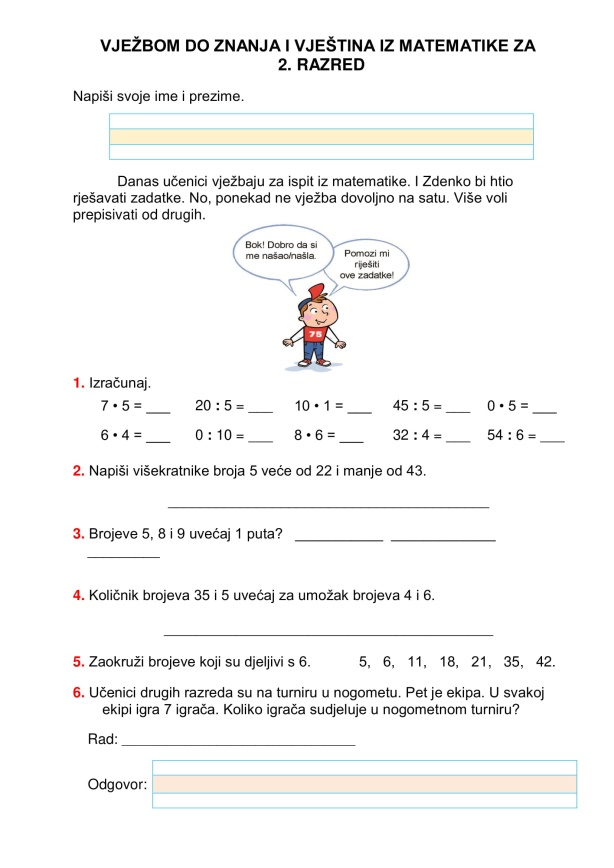 VJEŽBOM DO ZNANJA I VJEŠTINA IZ MATEMATIKE ZA
2. RAZRED
Napiši svoje ime i prezime.
Danas učenici vježbaju za ispit iz matematike. I Zdenko bi htio
rješavati zadatke. No, ponekad ne vježba dovoljno na satu. Više voli
prepisivati od drugih.
Bok! Dobro da si
me našao/našla.
Pomozi mi
riješiti
ove zadatke!
75
1. Izračunaj.
7 • 5 = ___ 20 : 5 = ___ 10 • 1 = ___ 45 : 5 = ___ 0 • 5 = ___
6 • 4 = ___ 0 : 10 = ___ 8 • 6 = ___ 32 : 4 = ___ 54 : 6 = ___
2. Napiši višekratnike broja 5 veće od 22 i manje od 43.
3. Brojeve 5, 8 i 9 uvećaj 1 puta? ___________ _____________
_________
4. Količnik brojeva 35 i 5 uvećaj za umožak brojeva 4 i 6.
5. Zaokruži brojeve koji su djeljivi s 6. 5, 6, 11, 18, 21, 35, 42.
6. Učenici drugih razreda su na turniru u nogometu. Pet je ekipa. U svakoj
ekipi igra 7 igrača. Koliko igrača sudjeluje u nogometnom turniru?
Rad: _____________________________
Odgovor: